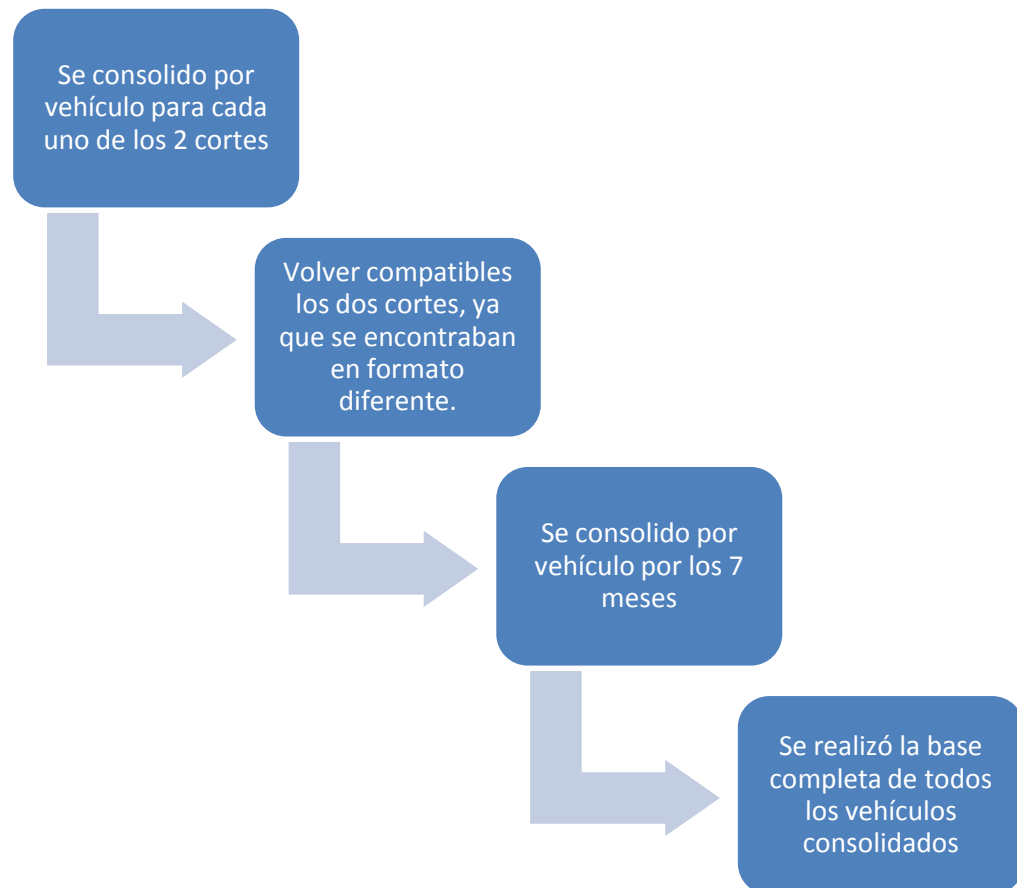 Se consolido por
vehículo para cada
uno de los 2 cortes
Volver compatibles
los dos cortes, ya
que se encontraban
en formato
diferente.
Se consolido por
vehículo por los 7
meses
Se realizó la base
completa de todos
los vehículos
consolidados